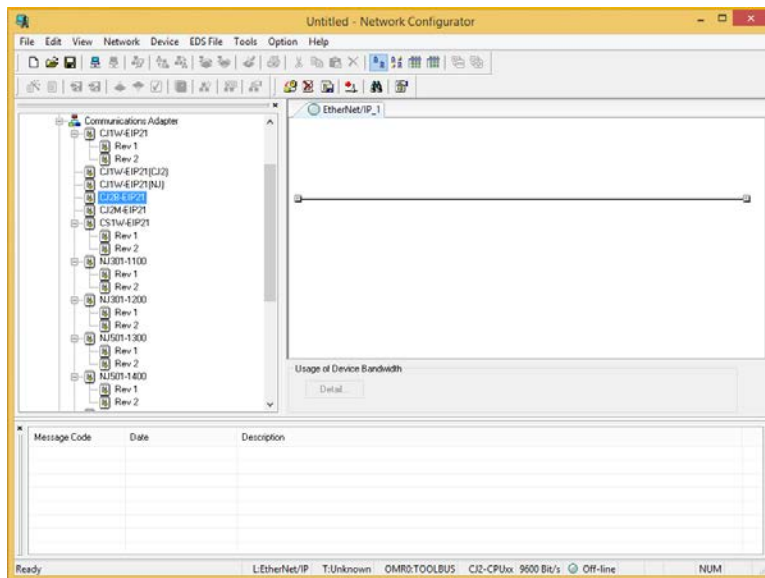 Untitled - Network Configurator
File Edit View Network Device EDS File Tools Option Help
EtherNet/IP_1
Communications Adapter
CJ1W-EIP21
Rev 1
Rev 2
CJ1W-EIP21(CJ2)
CJ1W-EIP21(NJ)
CJ2B-EIP21
CJ2M-EIP21
CS1W-EIP21
Rev 1
Rev 2
NJ301-1100
Rev 1
Rev 2
NJ301-1200
Rev 1
Rev 2
NJ501-1300
Rev 1
Rev 2
NJ501-1400
Rev 1
Rev 2
Usage of Device Bandwidth
Detail...
Message Code Date Description
Ready L:EtherNet/IP T:Unknown OMR0:TOOLBUS CJ2-CPUxx 9600 Bit/s Off-line NUM